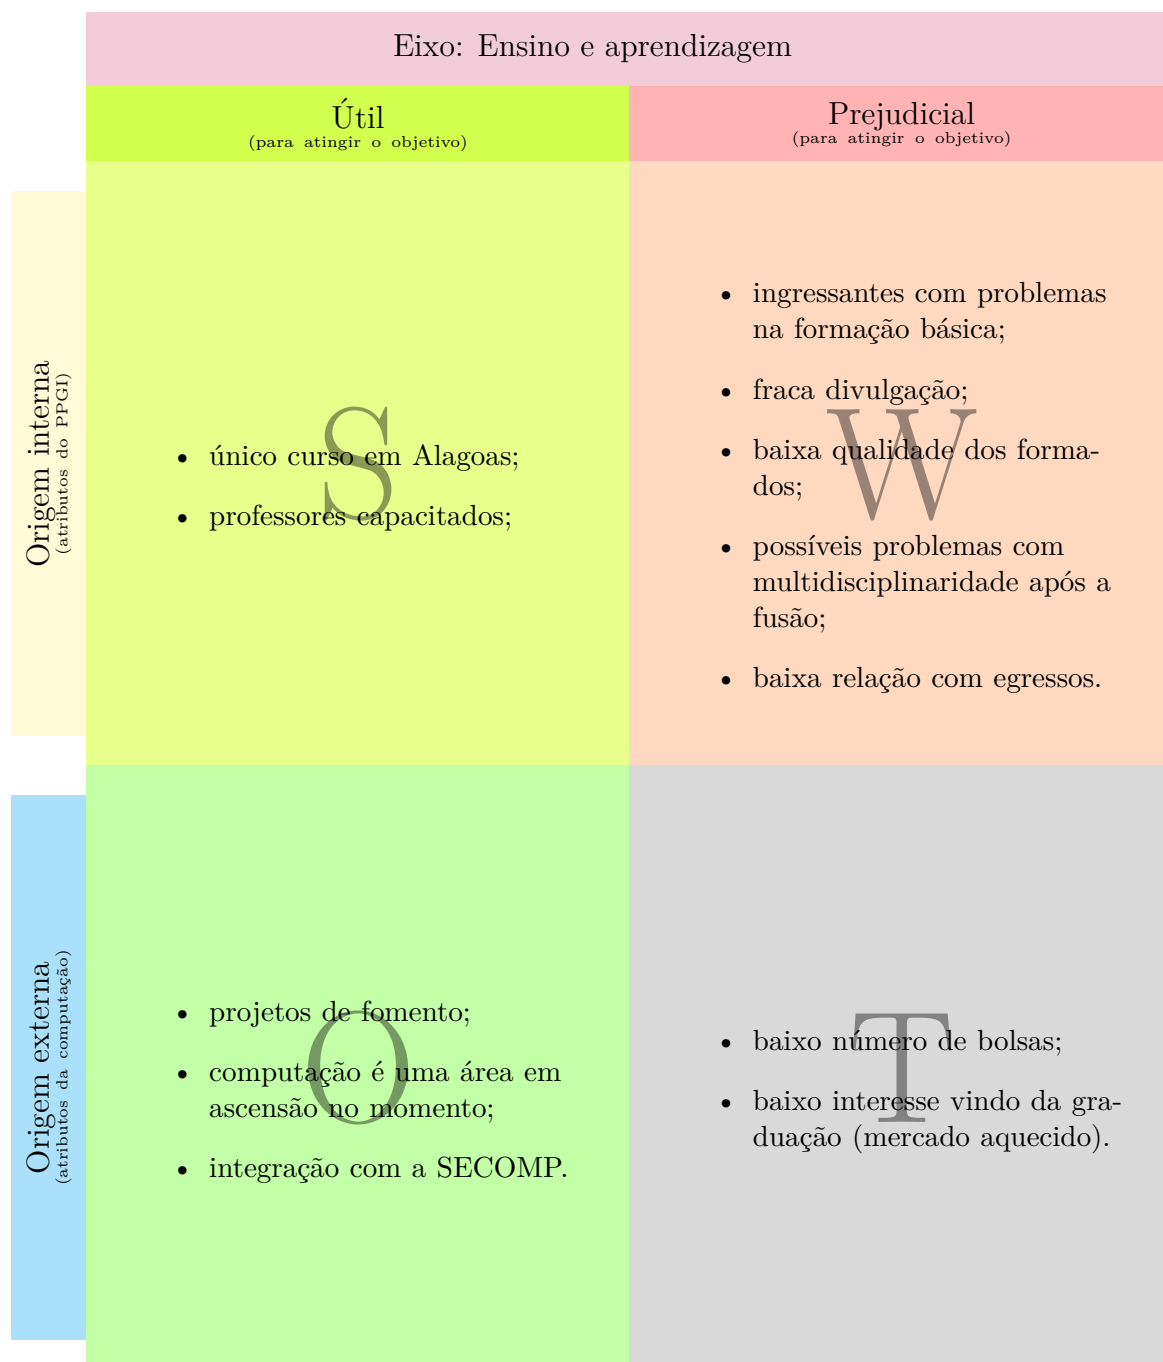 Eixo: Ensino e aprendizagem
Útil
(para atingir o objetivo)
Prejudicial
(para atingir o objetivo)
Origem interna
(atributos do PPGI)
S
• único curso em Alagoas;
• professores capacitados;
W
• ingressantes com problemas
na formação básica;
• fraca divulgação;
• baixa qualidade dos forma-
dos;
• possíveis problemas com
multidisciplinaridade após a
fusão;
• baixa relação com egressos.
Origem externa
(atributos da computação)
O
• projetos de fomento;
• computação é uma área em
ascensão no momento;
• integração com a SECOMP.
T
• baixo número de bolsas;
• baixo interesse vindo da gra-
duação (mercado aquecido).